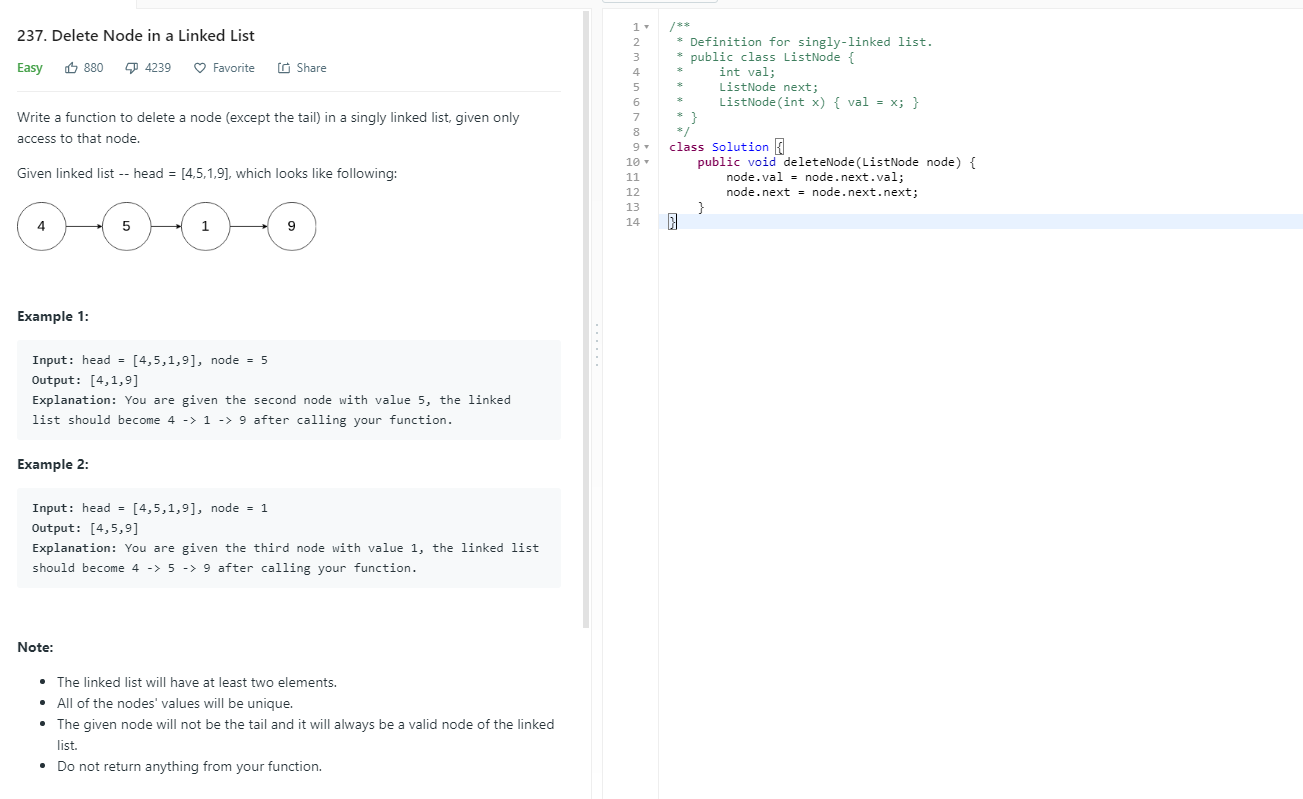 237. Delete Node in a Linked List
Easy 880 4239 Favorite Share
Write a function to delete a node (except the tail) in a singly linked list, given only
access to that node.
Given linked list -- head = [4,5,1,9], which looks like following:
4 5 1 9
Example 1:
Input: head = [4,5,1,9], node = 5
Output: [4,1,9]
Explanation: You are given the second node with value 5, the linked
list should become 4 -> 1 -> 9 after calling your function.
Example 2:
Input: head = [4,5,1,9], node = 1
Output: [4,5,9]
Explanation: You are given the third node with value 1, the linked list
should become 4 -> 5 -> 9 after calling your function.
Note:
• The linked list will have at least two elements.
• All of the nodes' values will be unique.
• The given node will not be the tail and it will always be a valid node of the linked
list.
• Do not return anything from your function.
1 /**
2 * Definition for singly-linked list.
3 * public class ListNode {
4 * int val;
5 * ListNode next;
6 * ListNode(int x) { val = x; }
7 * }
8 */
9 class Solution {
10 public void deleteNode(ListNode node) {
11 node.val = node.next.val;
12 node.next = node.next.next;
13 }
14 }